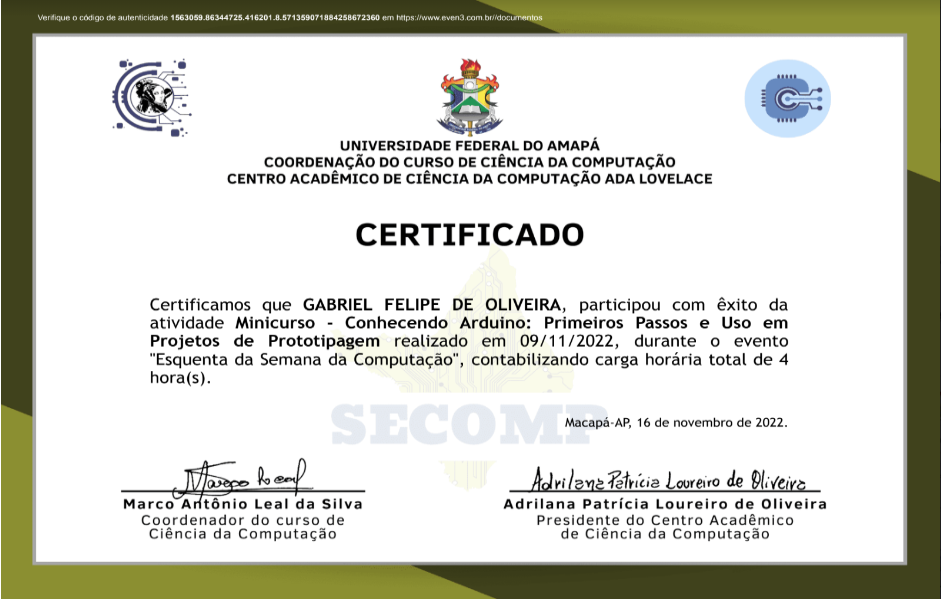 Verifique o código de autenticidade 1563059.86344725.416201.8.571359071884258672360 em https://www.even3.com.br//documentos
UNIVERSIDADE FEDERAL DO AMAPÁ
COORDENAÇÃO DO CURSO DE CIÊNCIA DA COMPUTAÇÃO
CENTRO ACADÊMICO DE CIÊNCIA DA COMPUTAÇÃO ADA LOVELACE
CERTIFICADO
Certificamos que GABRIEL FELIPE DE OLIVEIRA, participou com êxito da
atividade Minicurso - Conhecendo Arduino: Primeiros Passos e Uso em
Projetos de Prototipagem realizado em 09/11/2022, durante o evento
"Esquenta da Semana da Computação", contabilizando carga horária total de 4
hora(s).
SECOMP
Macapá-AP, 16 de novembro de 2022.
Marco Leal
Marco Antônio Leal da Silva
Coordenador do curso de
Ciência da Computação
Adrilana Patrícia Loureiro de Oliveira
Adrilana Patrícia Loureiro de Oliveira
Presidente do Centro Acadêmico
de Ciência da Computação